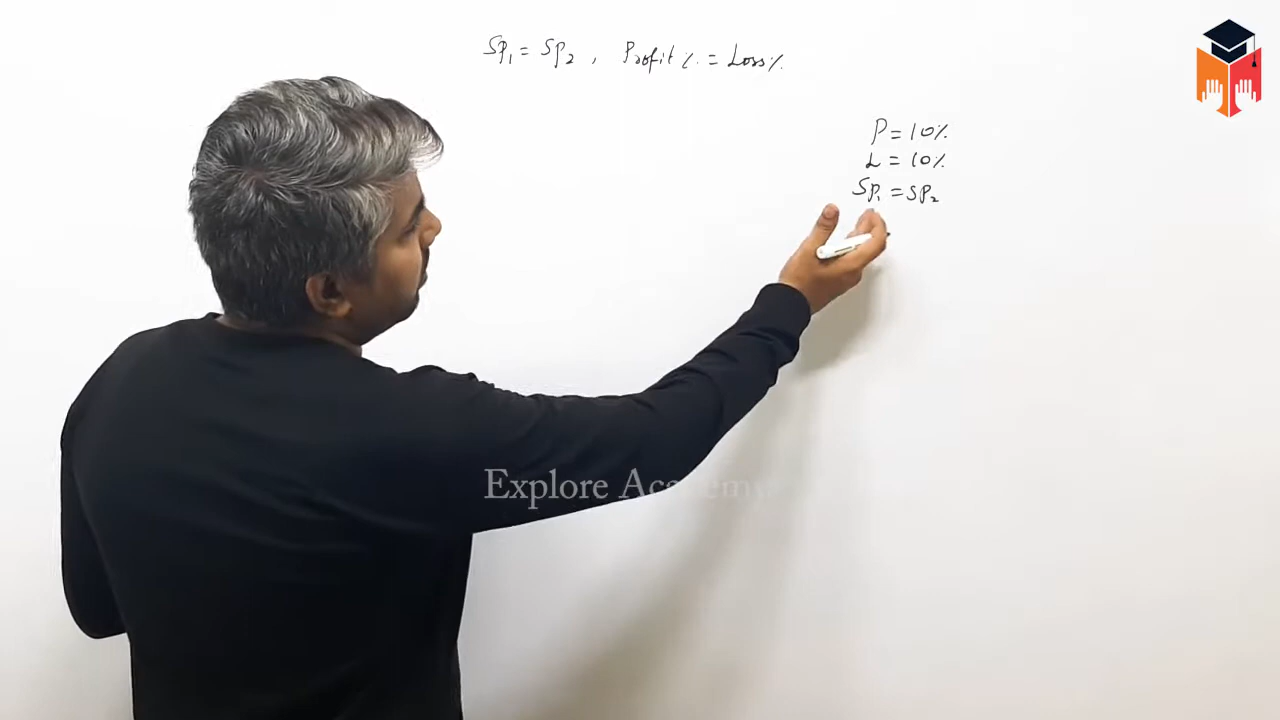 SP₁ = SP₂ , Profit % = Loss %
P = 10%
L = 10%
SP₁ = SP₂
Explore Academy